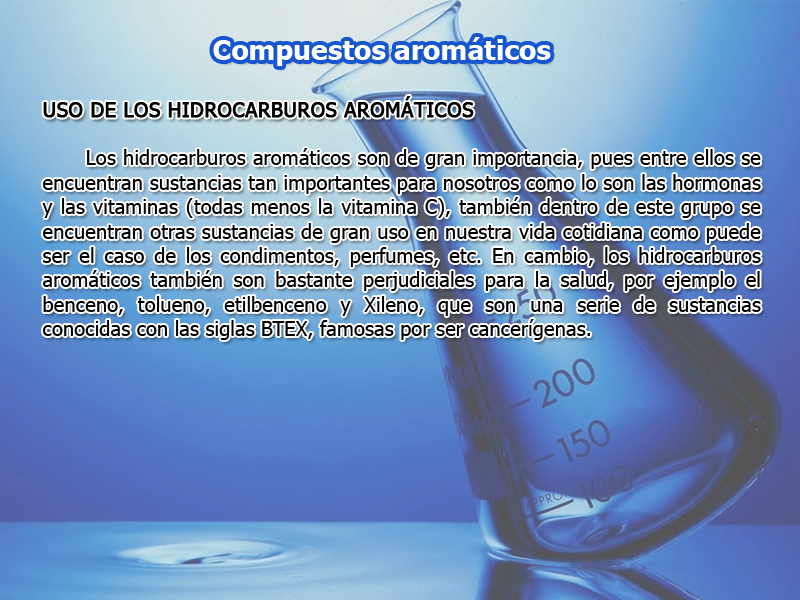 Compuestos aromáticos
USO DE LOS HIDROCARBUROS AROMÁTICOS
Los hidrocarburos aromáticos son de gran importancia, pues entre ellos se
encuentran sustancias tan importantes para nosotros como lo son las hormonas
y las vitaminas (todas menos la vitamina C), también dentro de este grupo se
encuentran otras sustancias de gran uso en nuestra vida cotidiana como puede
ser el caso de los condimentos, perfumes, etc. En cambio, los hidrocarburos
aromáticos también son bastante perjudiciales para la salud, por ejemplo el
benceno, tolueno, etilbenceno y Xileno, que son una serie de sustancias
conocidas con las siglas BTEX, famosas por ser cancerígenas.
250
200
150
100